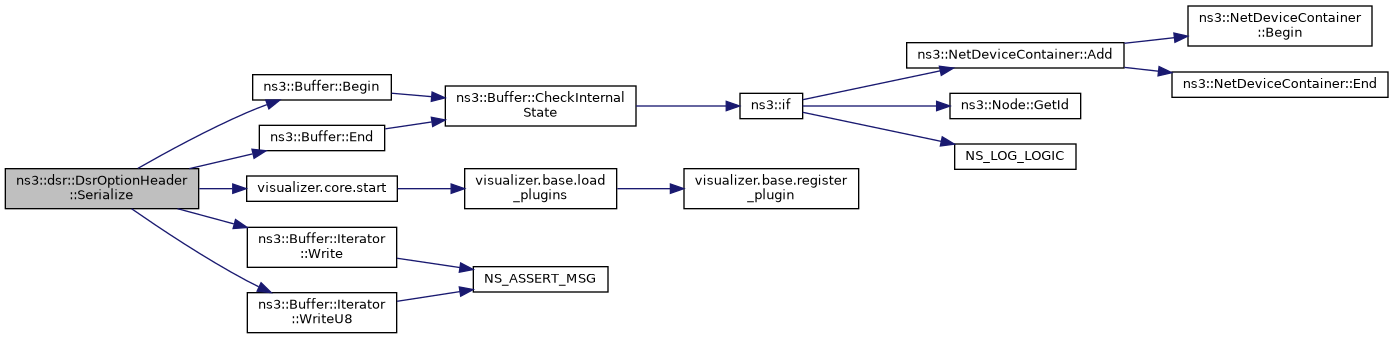 ns3::dsr::DsrOptionHeader
::Serialize
ns3::Buffer::Begin
ns3::Buffer::End
visualizer.core.start
ns3::Buffer::Iterator
::Write
ns3::Buffer::Iterator
::WriteU8
ns3::Buffer::CheckInternal
State
visualizer.base.load
_plugins
NS_ASSERT_MSG
visualizer.base.register
_plugin
ns3::if
ns3::NetDeviceContainer::Add
ns3::Node::GetId
NS_LOG_LOGIC
ns3::NetDeviceContainer
::Begin
ns3::NetDeviceContainer::End